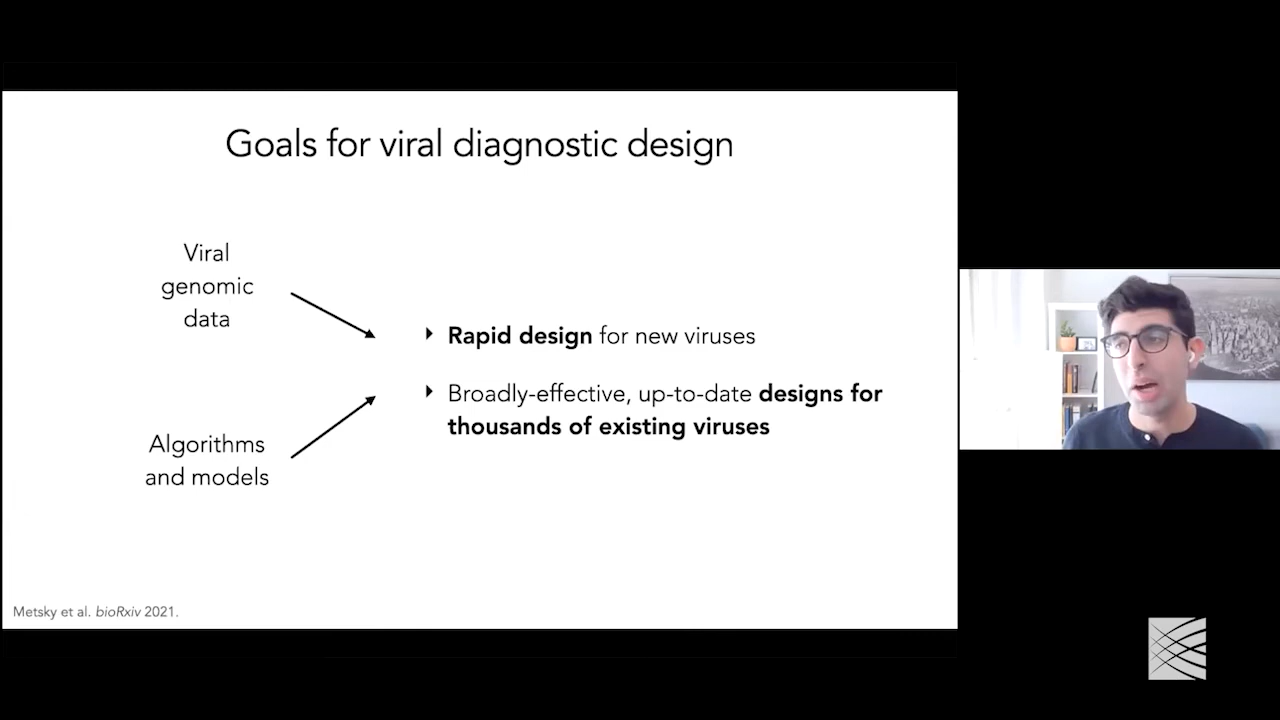 Goals for viral diagnostic design
Viral
genomic
data
Rapid design for new viruses
Broadly-effective, up-to-date designs for
thousands of existing viruses
Algorithms
and models
Metsky et al. bioRxiv 2021.